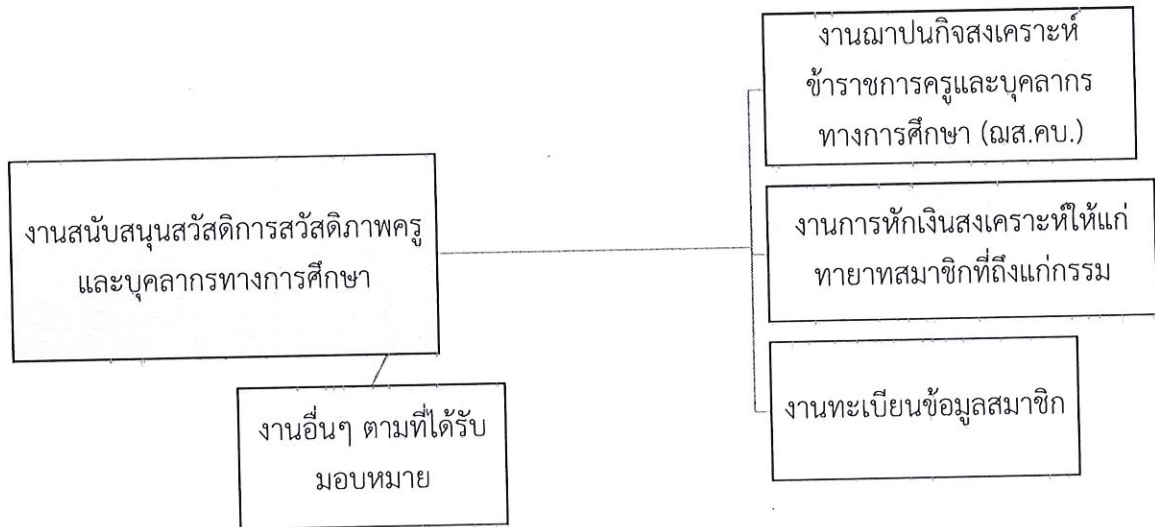 งานฌาปนกิจสงเคราะห์
ข้าราชการครูและบุคลากร
ทางการศึกษา (ฌส.คบ.)
งานสนับสนุนสวัสดิการสวัสดิภาพครู
และบุคลากรทางการศึกษา
งานการหักเงินสงเคราะห์ให้แก่
ทายาทสมาชิกที่ถึงแก่กรรม
งานทะเบียนข้อมูลสมาชิก
งานอื่นๆ ตามที่ได้รับ
มอบหมาย